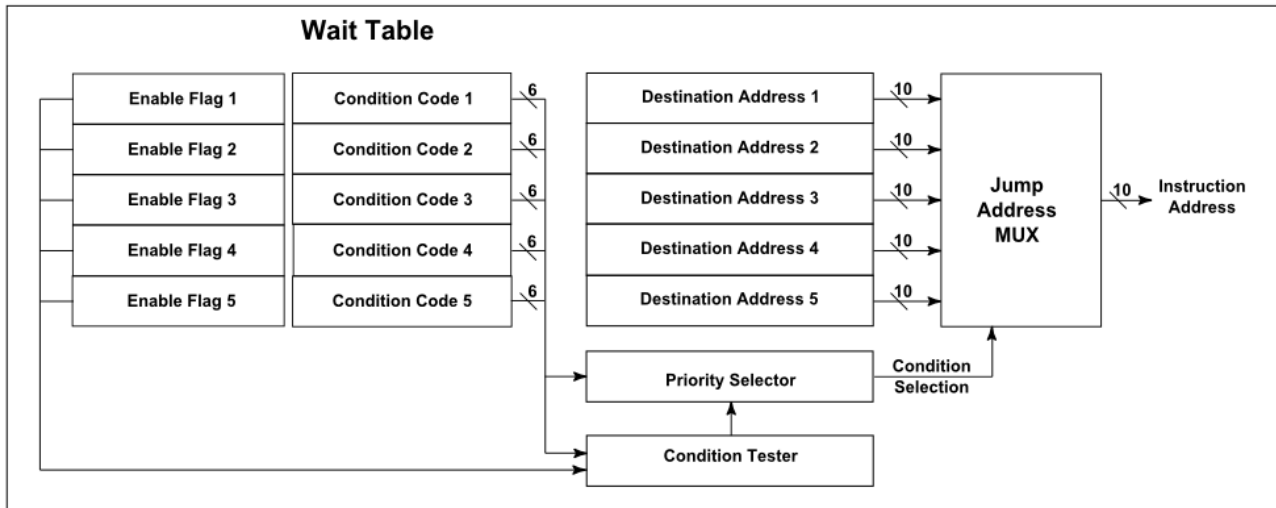 Wait Table
Enable Flag 1 Condition Code 1 6 Destination Address 1 10
Enable Flag 2 Condition Code 2 6 Destination Address 2 10
Enable Flag 3 Condition Code 3 6 Destination Address 3 10
Enable Flag 4 Condition Code 4 6 Destination Address 4 10
Enable Flag 5 Condition Code 5 6 Destination Address 5 10
Jump
Address
MUX
10
Instruction
Address
Priority Selector
Condition
Selection
Condition Tester